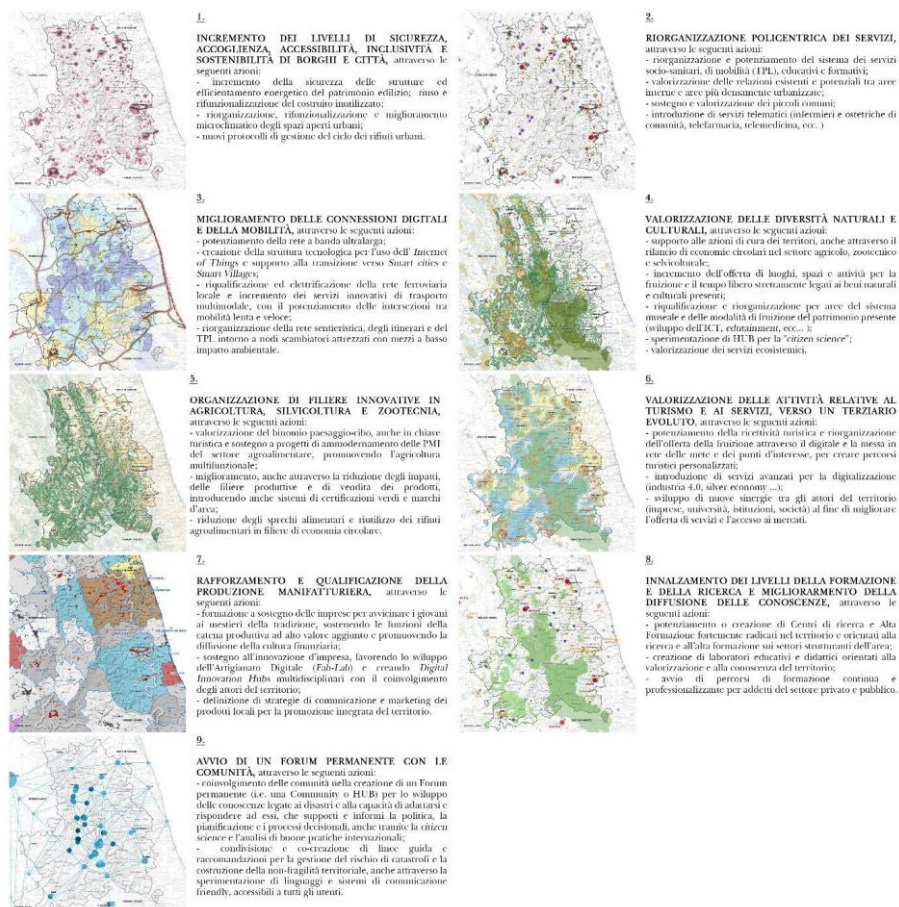 1.
INCREMENTO DEI LIVELLI DI SICUREZZA,
ACCOGLIENZA, ACCESSIBILITÀ, INCLUSIVITÀ E
SOSTENIBILITÀ DI BORGHI E CITTÀ, attraverso le
seguenti azioni:
- incremento della sicurezza delle strutture ed
efficientamento energetico del patrimonio edilizio; riuso e
rifunzionalizzazione del costruito inutilizzato;
- riorganizzazione, rifunzionalizzazione e miglioramento
microclimatico degli spazi aperti urbani;
- nuovi protocolli di gestione del ciclo dei rifiuti urbani.
2.
RIORGANIZZAZIONE POLICENTRICA DEI SERVIZI,
attraverso le seguenti azioni:
- riorganizzazione e potenziamento del sistema dei servizi
socio-sanitari, di mobilità (TPL), educativi e formativi;
- valorizzazione delle relazioni esistenti e potenziali tra aree
interne e aree più densamente urbanizzate;
- sostegno e valorizzazione dei piccoli comuni;
- introduzione di servizi telematici (infermieri e ostetriche di
comunità, telefarmacia, telemedicina, ecc. )
3.
MIGLIORAMENTO DELLE CONNESSIONI DIGITALI
E DELLA MOBILITÀ, attraverso le seguenti azioni:
- potenziamento della rete a banda ultralarga;
- creazione della struttura tecnologica per l'uso dell' Internet
of Things e supporto alla transizione verso Smart cities e
Smart Villages;
- riqualificazione ed elettrificazione della rete ferroviaria
locale e incremento dei servizi innovativi di trasporto
multimodale, con il potenziamento delle intersezioni tra
mobilità lenta e veloce;
- riorganizzazione della rete sentieristica, degli itinerari e del
TPL intorno a nodi scambiatori attrezzati con mezzi a basso
impatto ambientale.
4.
VALORIZZAZIONE DELLE DIVERSITÀ NATURALI E
CULTURALI, attraverso le seguenti azioni:
- supporto alle azioni di cura dei territori, anche attraverso il
rilancio di economie circolari nel settore agricolo, zootecnico
e selvicolturale;
- incremento dell'offerta di luoghi, spazi e attività per la
fruizione e il tempo libero strettamente legati ai beni naturali
e culturali presenti;
- riqualificazione e riorganizzazione per aree del sistema
museale e delle modalità di fruizione del patrimonio presente
(sviluppo dell'ICT, edutainment, ecc... );
- sperimentazione di HUB per la "citizen science";
- valorizzazione dei servizi ecosistemici.
5.
ORGANIZZAZIONE DI FILIERE INNOVATIVE IN
AGRICOLTURA, SILVICOLTURA E ZOOTECNIA,
attraverso le seguenti azioni:
- valorizzazione del binomio paesaggio-cibo, anche in chiave
turistica e sostegno a progetti di ammodernamento delle PMI
del settore agroalimentare, promuovendo l'agricoltura
multifunzionale;
- miglioramento, anche attraverso la riduzione degli impatti,
delle filiere produttive e di vendita dei prodotti,
introducendo anche sistemi di certificazioni verdi e marchi
d'area;
- riduzione degli sprechi alimentari e riutilizzo dei rifiuti
agroalimentari in filiere di economia circolare.
6.
VALORIZZAZIONE DELLE ATTIVITÀ RELATIVE AL
TURISMO E AI SERVIZI, VERSO UN TERZIARIO
EVOLUTO, attraverso le seguenti azioni:
- potenziamento della ricettività turistica e riorganizzazione
dell'offerta della fruizione attraverso il digitale e la messa in
rete delle mete e dei punti d'interesse, per creare percorsi
turistici personalizzati;
- introduzione di servizi avanzati per la digitalizzazione
(industria 4.0, silver economy ...);
- sviluppo di nuove sinergie tra gli attori del territorio
(imprese, università, istituzioni, società) al fine di migliorare
l'offerta di servizi e l'accesso ai mercati.
7.
RAFFORZAMENTO E QUALIFICAZIONE DELLA
PRODUZIONE MANIFATTURIERA, attraverso le
seguenti azioni:
- formazione a sostegno delle imprese per avvicinare i giovani
ai mestieri della tradizione, sostenendo le funzioni della
catena produttiva ad alto valore aggiunto e promuovendo la
diffusione della cultura finanziaria;
- sostegno all'innovazione d'impresa, favorendo lo sviluppo
dell'Artigianato Digitale (Fab-Lab) e creando Digital
Innovation Hubs multidisciplinari con il coinvolgimento
degli attori del territorio;
- definizione di strategie di comunicazione e marketing dei
prodotti locali per la promozione integrata del territorio.
8.
INNALZAMENTO DEI LIVELLI DELLA FORMAZIONE
E DELLA RICERCA E MIGLIORARMENTO DELLA
DIFFUSIONE DELLE CONOSCENZE, attraverso le
seguenti azioni:
- potenziamento o creazione di Centri di ricerca e Alta
Formazione fortemente radicati nel territorio e orientati alla
ricerca e all'alta formazione sui settori strutturanti dell'area;
- creazione di laboratori educativi e didattici orientati alla
valorizzazione e alla conoscenza del territorio;
- avvio di percorsi di formazione continua e
professionalizzante per addetti del settore privato e pubblico.
9.
AVVIO DI UN FORUM PERMANENTE CON LE
COMUNITÀ, attraverso le seguenti azioni:
- coinvolgimento delle comunità nella creazione di un Forum
permanente (i.e. una Community o HUB) per lo sviluppo
delle conoscenze legate ai disastri e alla capacità di adattarsi e
rispondere ad essi, che supporti e informi la politica, la
pianificazione e i processi decisionali, anche tramite la citizen
science e l'analisi di buone pratiche internazionali;
- condivisione e co-creazione di linee guida e
raccomandazioni per la gestione del rischio di catastrofi e la
costruzione della non-fragilità territoriale, anche attraverso la
sperimentazione di linguaggi e sistemi di comunicazione
friendly, accessibili a tutti gli utenti.